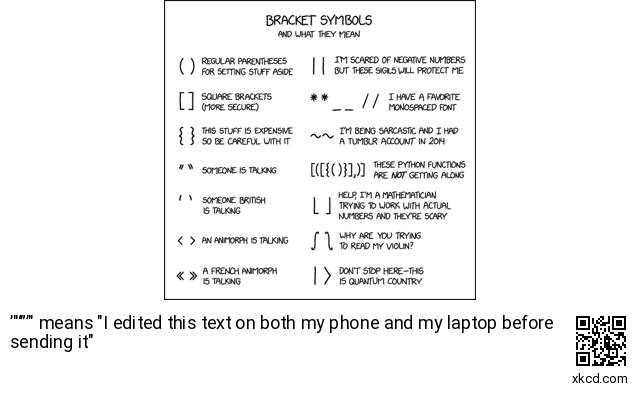 BRACKET SYMBOLS
AND WHAT THEY MEAN
( ) REGULAR PARENTHESES
FOR SETTING STUFF ASIDE
[ ] SQUARE BRACKETS
(MORE SECURE)
{ } THIS STUFF IS EXPENSIVE
SO BE CAREFUL WITH IT
" " SOMEONE IS TALKING
' ' SOMEONE BRITISH
IS TALKING
< > AN ANIMORPH IS TALKING
« » A FRENCH ANIMORPH
IS TALKING
| | I'M SCARED OF NEGATIVE NUMBERS
BUT THESE SIGILS WILL PROTECT ME
* * _ _ / / I HAVE A FAVORITE
MONOSPACED FONT
~ ~ I'M BEING SARCASTIC AND I HAD
A TUMBLR ACCOUNT IN 2014
[([{()}],)] THESE PYTHON FUNCTIONS
ARE NOT GETTING ALONG
⌊ ⌋ HELP, I'M A MATHEMATICIAN
TRYING TO WORK WITH ACTUAL
NUMBERS AND THEY'RE SCARY
ʃ ʅ WHY ARE YOU TRYING
TO READ MY VIOLIN?
| > DON'T STOP HERE—THIS
IS QUANTUM COUNTRY
’"“”'" means "I edited this text on both my phone and my laptop before
sending it"
xkcd.com